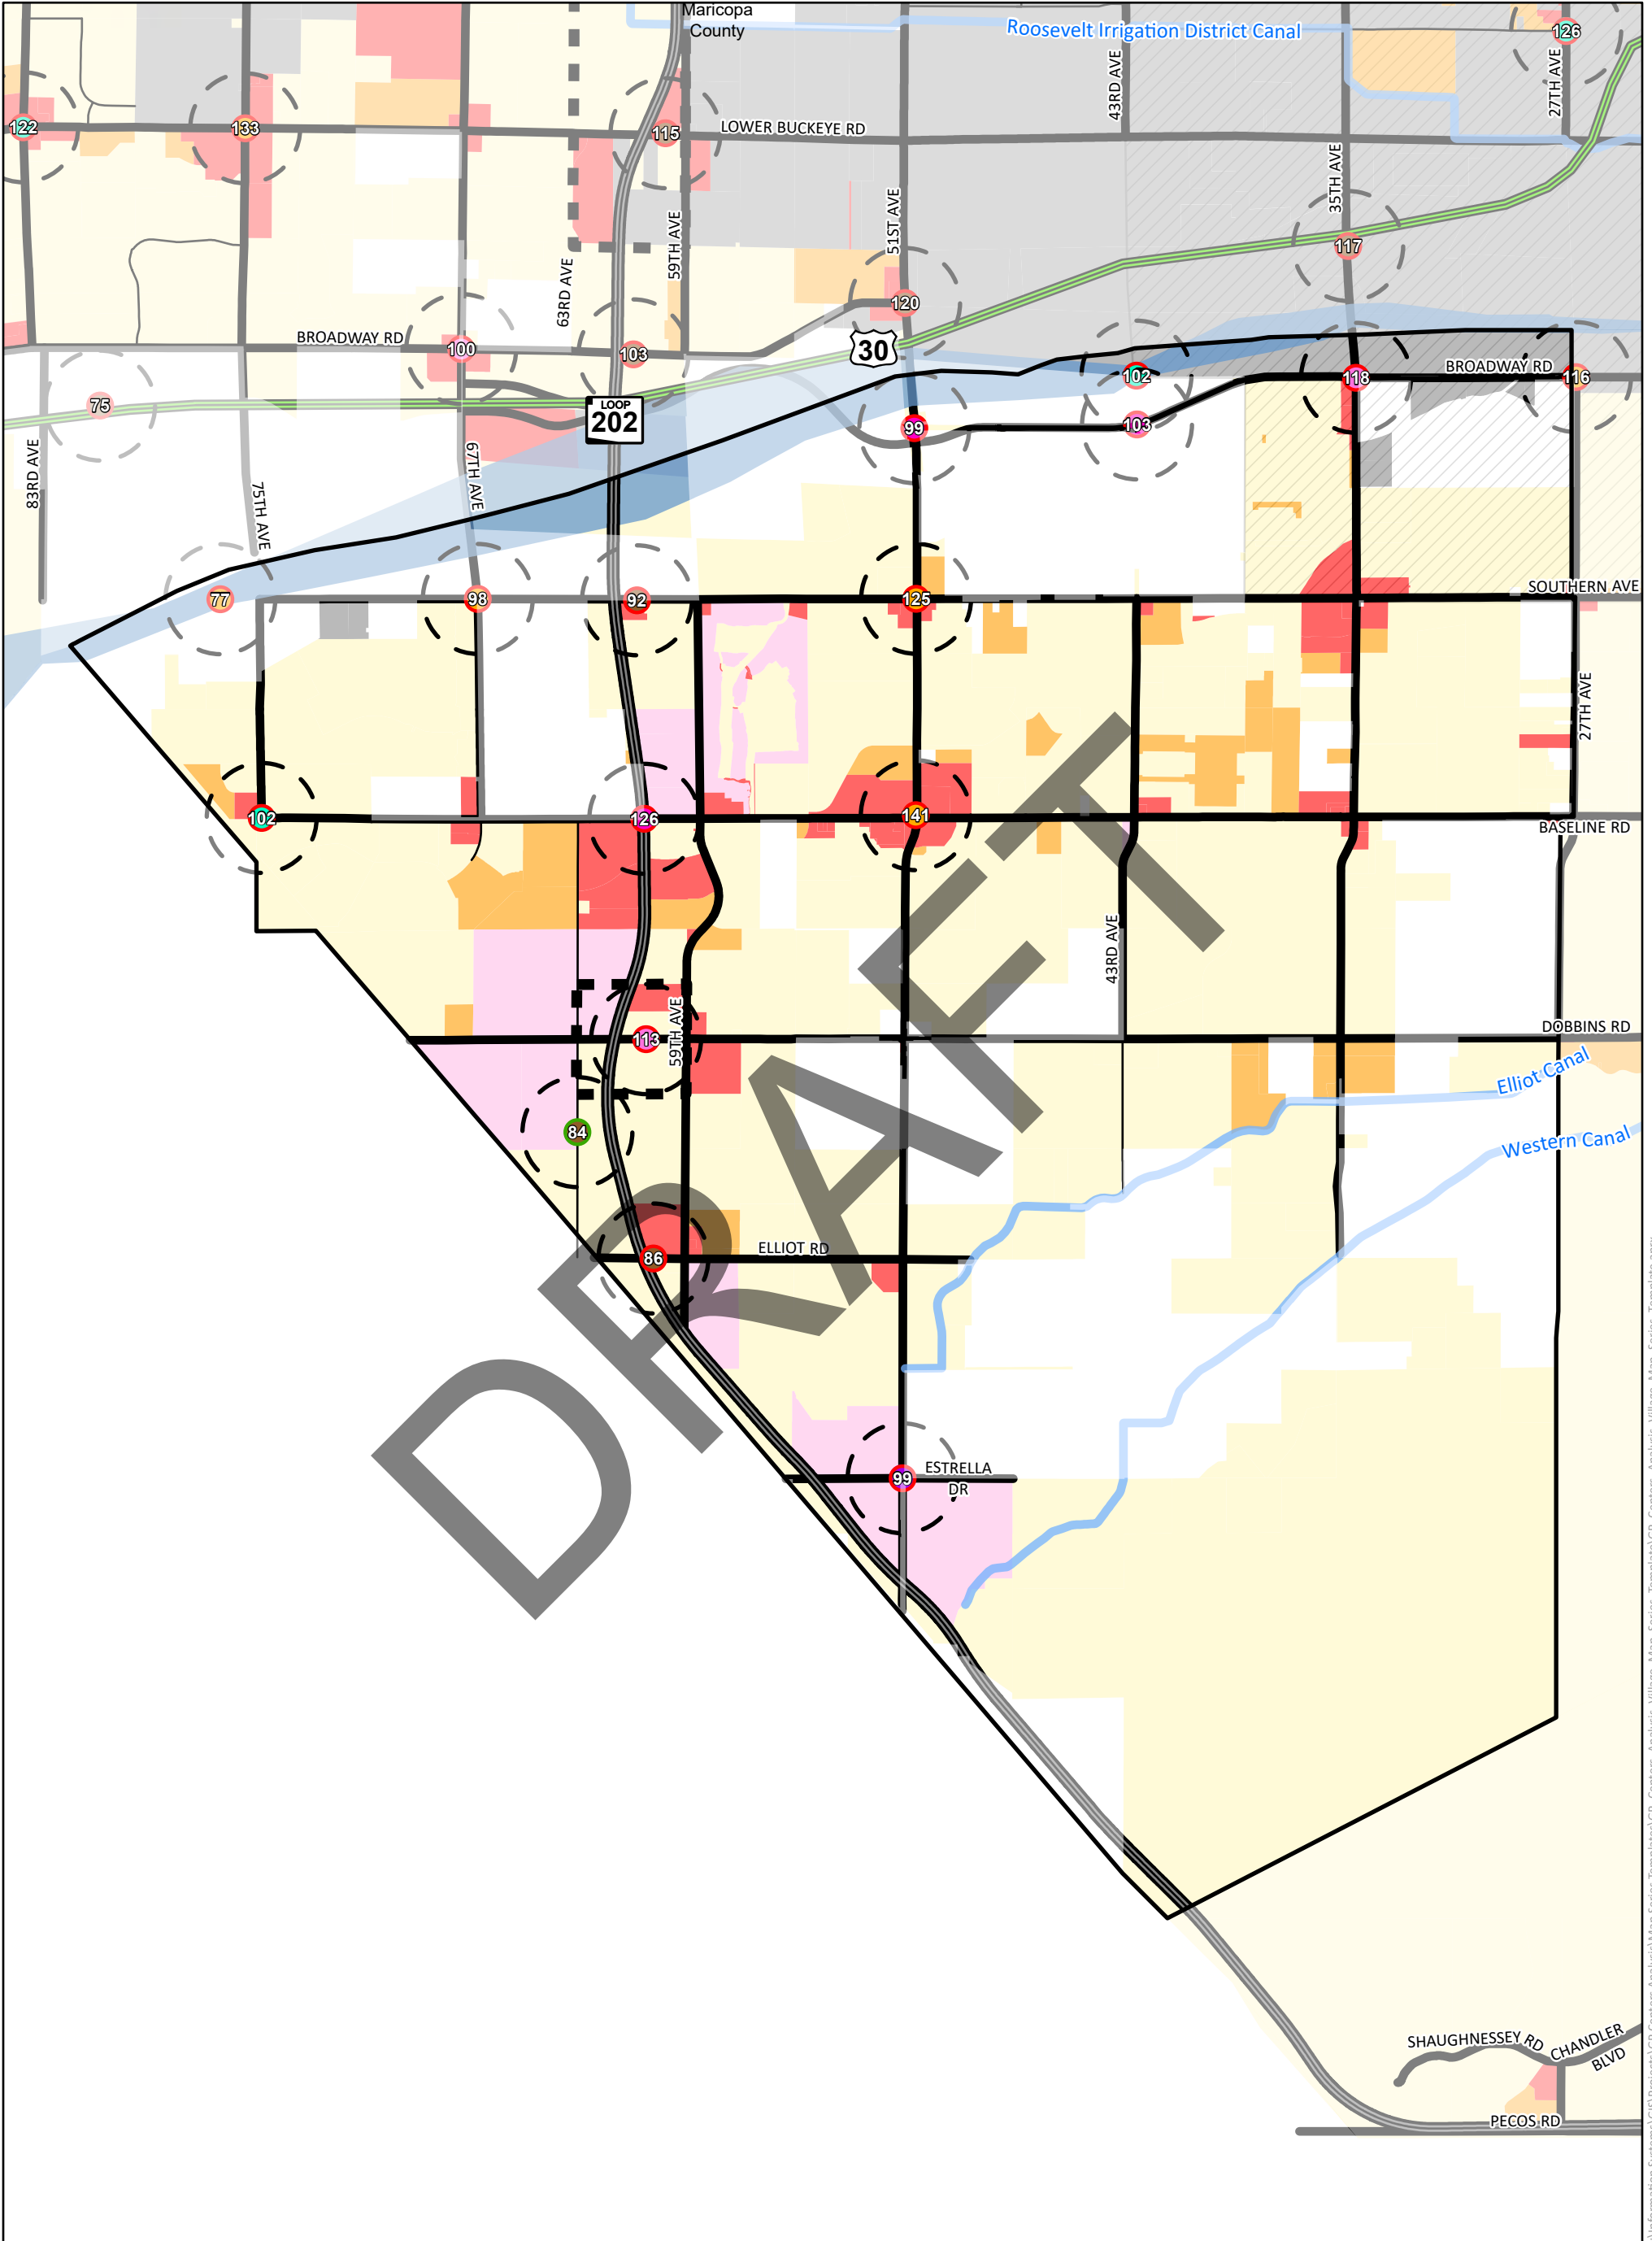 Maricopa
County
Roosevelt Irrigation District Canal
126
43RD AVE
27TH AVE
122
133
115
LOWER BUCKEYE RD
35TH AVE
51ST AVE
59TH AVE
63RD AVE
117
120
BROADWAY RD
100
103
30
BROADWAY RD
102
118
116
75
LOOP
202
99
103
83RD AVE
67TH AVE
75TH AVE
77
98
92
125
SOUTHERN AVE
27TH AVE
102
126
141
BASELINE RD
43RD AVE
59TH AVE
113
DOBBINS RD
Elliot Canal
84
Western Canal
DRAFT
86
ELLIOT RD
99
ESTRELLA
DR
SHAUGHNESSEY RD
CHANDLER
BLVD
PECOS RD